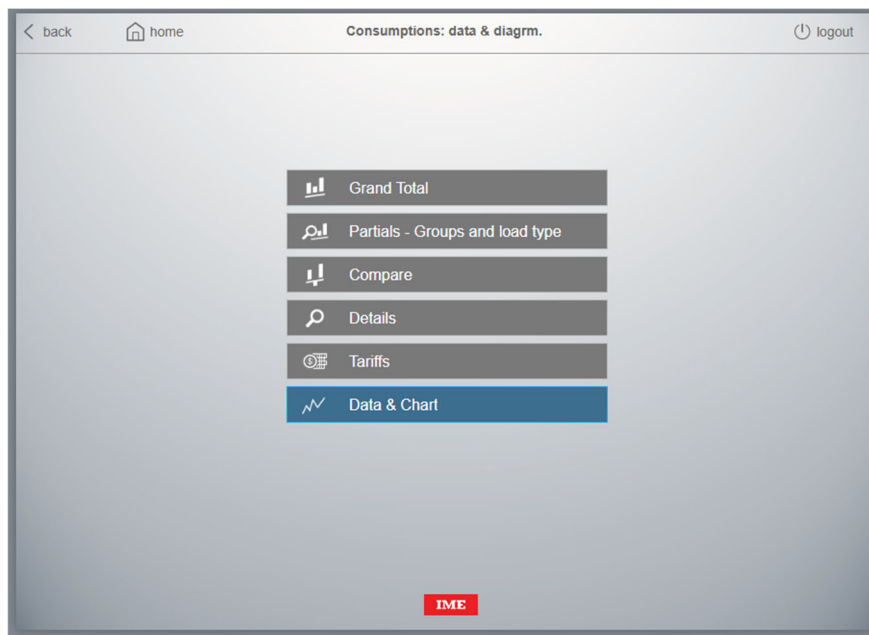 back home Consumptions: data & diagrm. logout
Grand Total
Partials - Groups and load type
Compare
Details
Tariffs
Data & Chart
IME